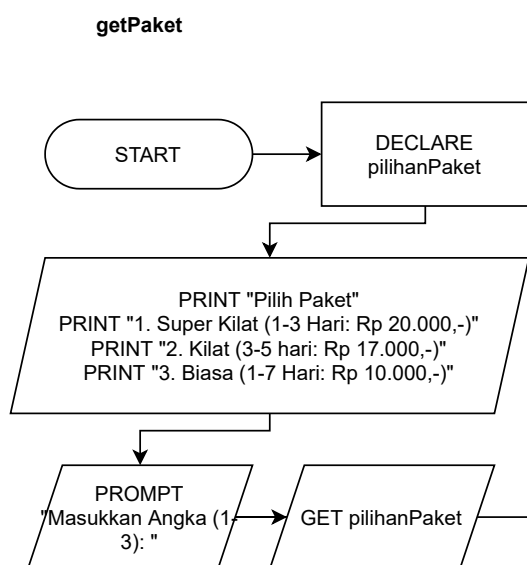 getPaket
START
DECLARE
pilihanPaket
PRINT "Pilih Paket"
PRINT "1. Super Kilat (1-3 Hari: Rp 20.000,-)"
PRINT "2. Kilat (3-5 hari: Rp 17.000,-)"
PRINT "3. Biasa (1-7 Hari: Rp 10.000,-)"
PROMPT
"Masukkan Angka (1-
3): "
GET pilihanPaket